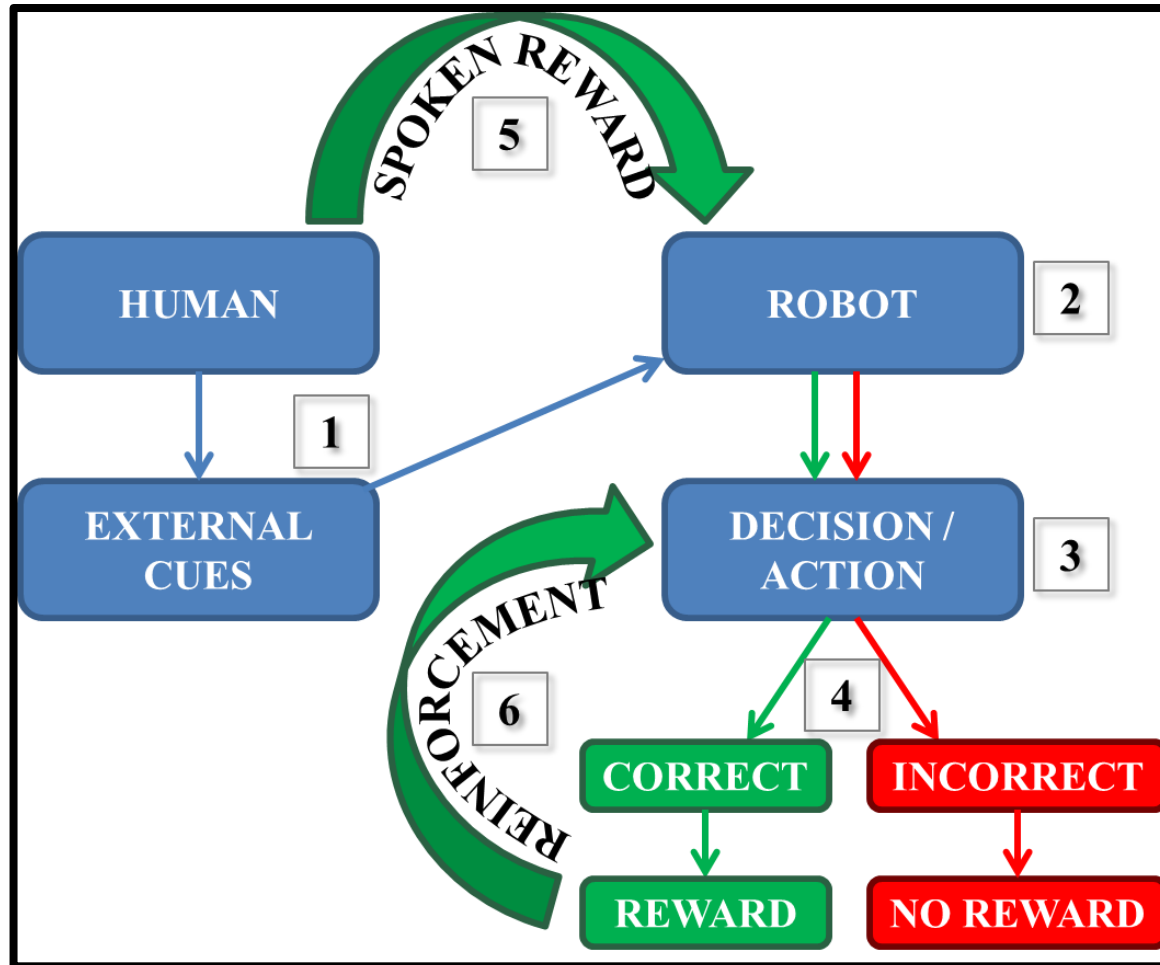 SPOKEN REWARD
5
HUMAN
ROBOT
2
1
EXTERNAL
CUES
DECISION /
ACTION
3
REINFORCEMENT
6
4
CORRECT
INCORRECT
REWARD
NO REWARD